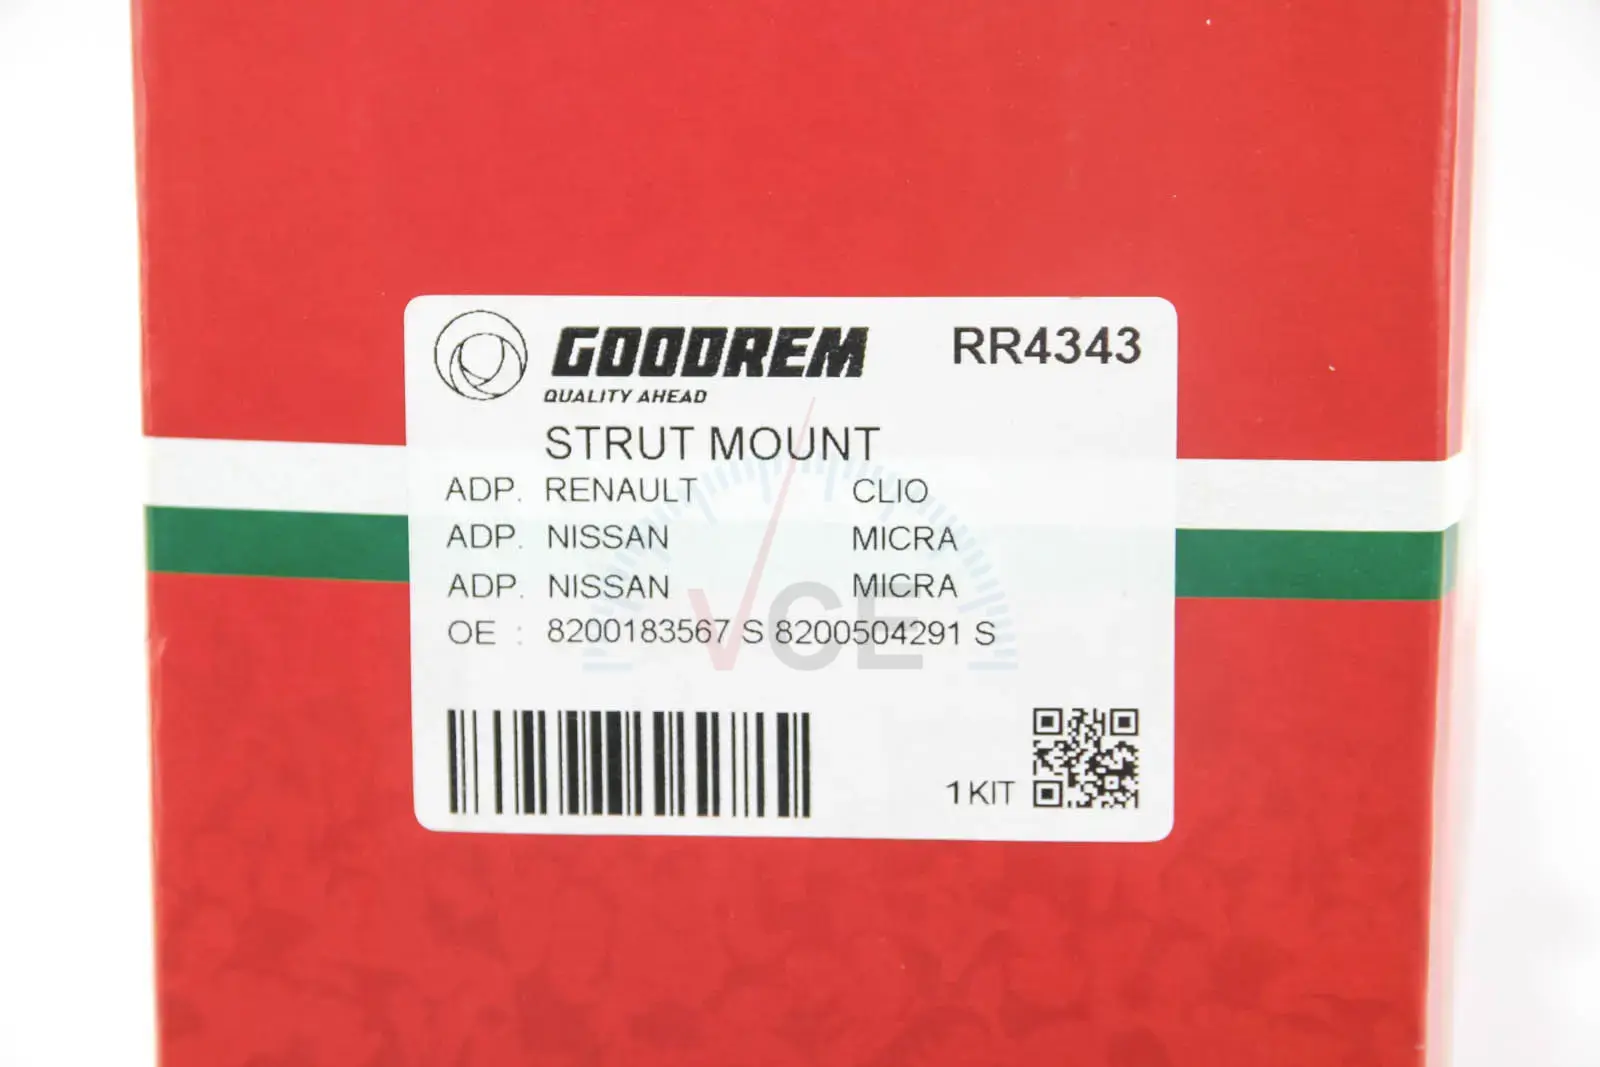 GOODREM
RR4343
QUALITY AHEAD
STRUT MOUNT
ADP. RENAULT CLIO
ADP. NISSAN MICRA
ADP. NISSAN MICRA
OE : 8200183567 S 8200504291 S
VCE
1 KIT